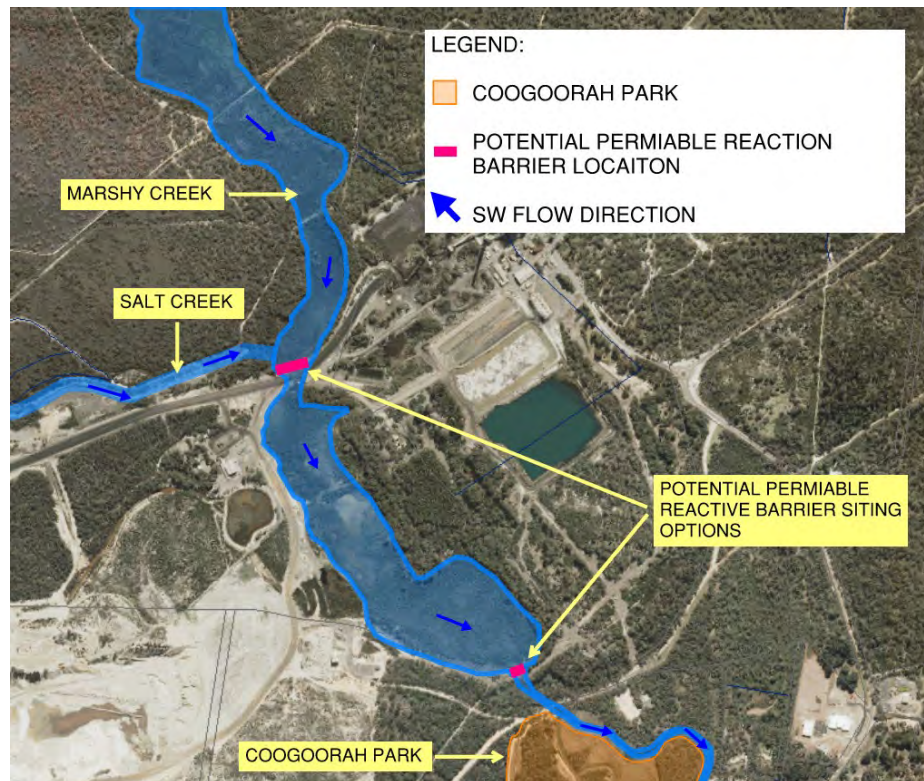 LEGEND:
COOGOORAH PARK
POTENTIAL PERMIABLE REACTION
BARRIER LOCAITON
SW FLOW DIRECTION
MARSHY CREEK
SALT CREEK
POTENTIAL PERMIABLE
REACTIVE BARRIER SITING
OPTIONS
COOGOORAH PARK